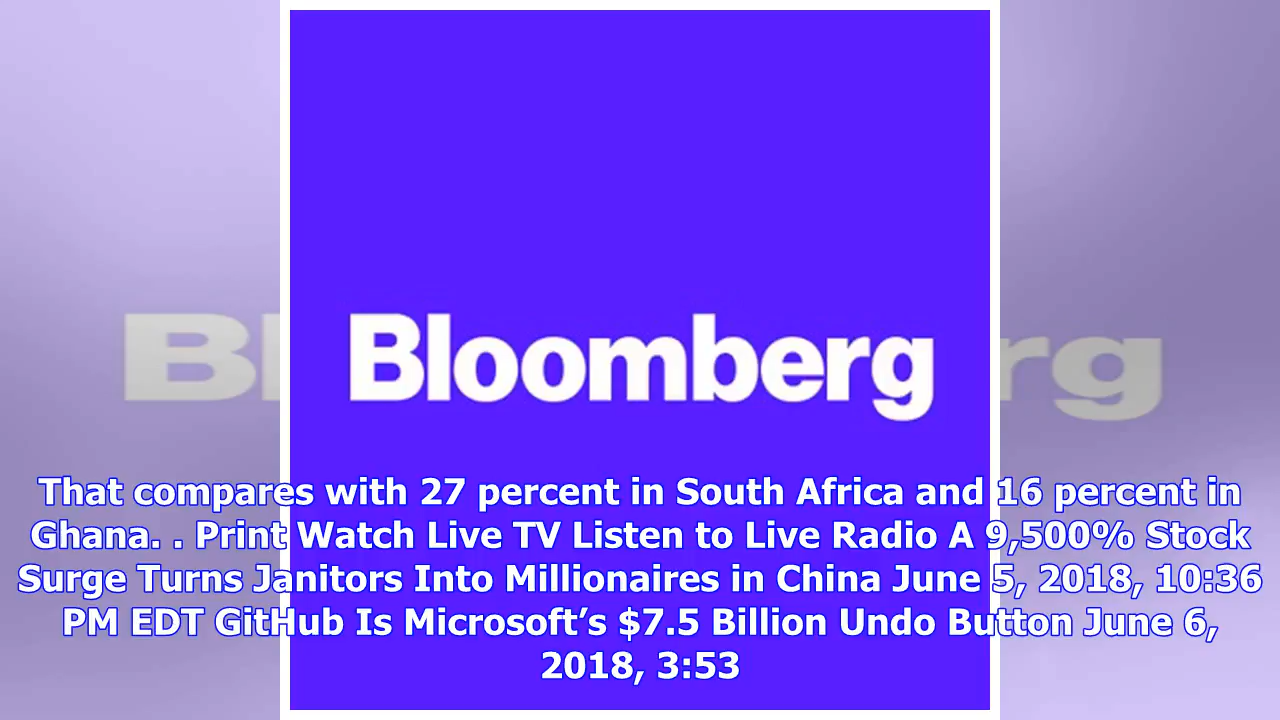 Bloomberg
Bl rg
That compares with 27 percent in South Africa and 16 percent in
Ghana. . Print Watch Live TV Listen to Live Radio A 9,500% Stock
Surge Turns Janitors Into Millionaires in China June 5, 2018, 10:36
PM EDT GitHub Is Microsoft’s $7.5 Billion Undo Button June 6,
2018, 3:53